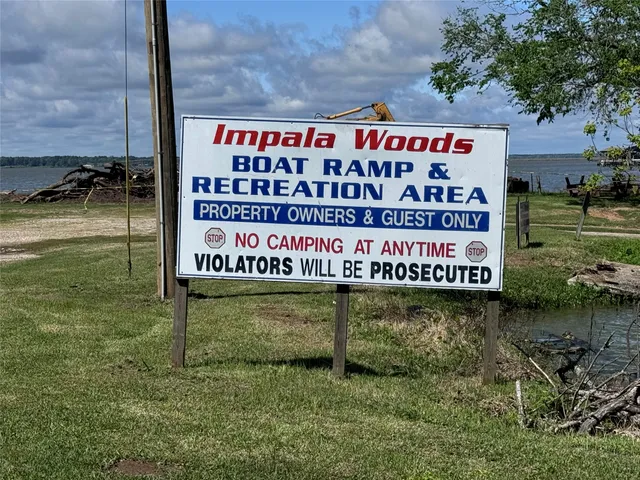 Impala Woods
BOAT RAMP &
RECREATION AREA
PROPERTY OWNERS & GUEST ONLY
STOP NO CAMPING AT ANYTIME STOP
VIOLATORS WILL BE PROSECUTED